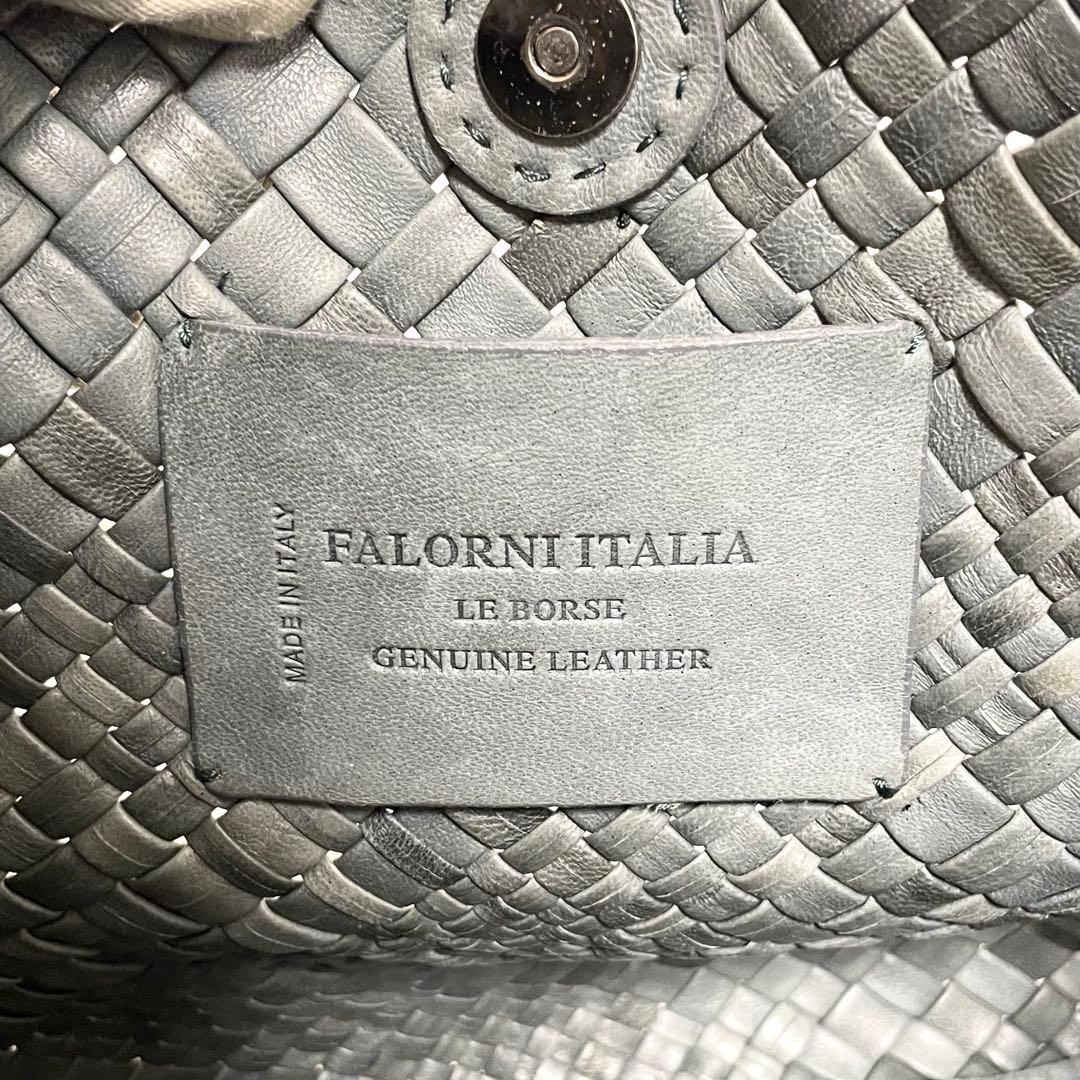 FALORNI ITALIA
LE BORSE
GENUINE LEATHER
MADE IN ITALY